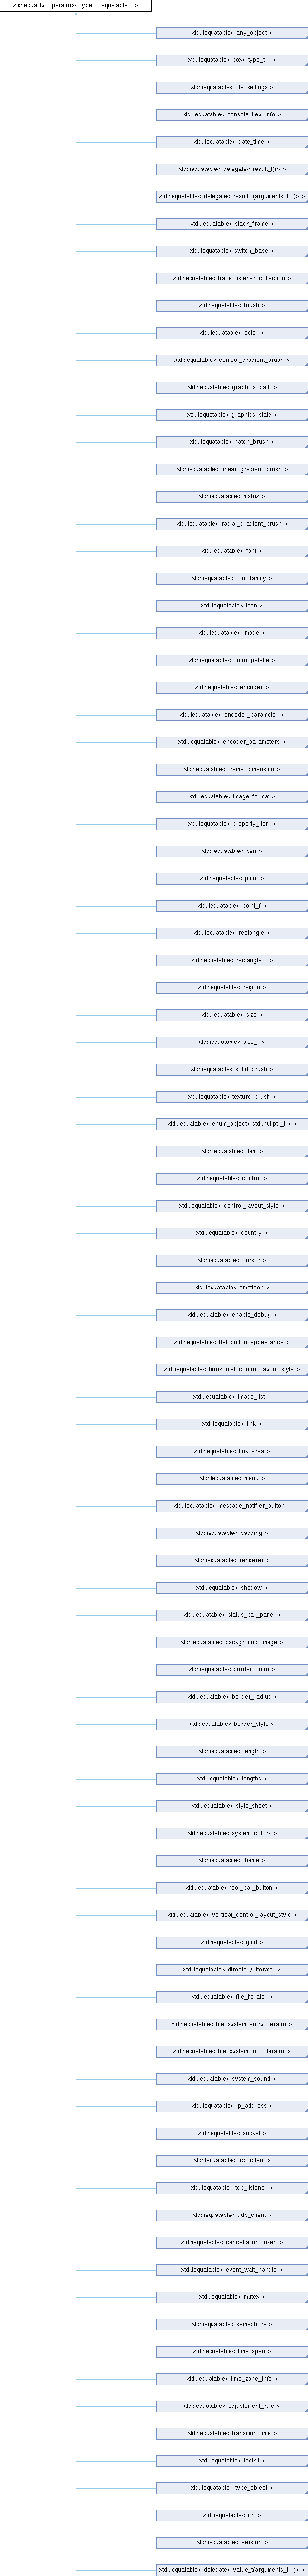 xtd::equality_operators< type_t, equatable_t >
xtd::iequatable< any_object >
xtd::iequatable< box< type_t > >
xtd::iequatable< file_settings >
xtd::iequatable< console_key_info >
xtd::iequatable< date_time >
xtd::iequatable< delegate< result_t()> >
xtd::iequatable< delegate< result_t(arguments_t...)> >
xtd::iequatable< stack_frame >
xtd::iequatable< switch_base >
xtd::iequatable< trace_listener_collection >
xtd::iequatable< brush >
xtd::iequatable< color >
xtd::iequatable< conical_gradient_brush >
xtd::iequatable< graphics_path >
xtd::iequatable< graphics_state >
xtd::iequatable< hatch_brush >
xtd::iequatable< linear_gradient_brush >
xtd::iequatable< matrix >
xtd::iequatable< radial_gradient_brush >
xtd::iequatable< font >
xtd::iequatable< font_family >
xtd::iequatable< icon >
xtd::iequatable< image >
xtd::iequatable< color_palette >
xtd::iequatable< encoder >
xtd::iequatable< encoder_parameter >
xtd::iequatable< encoder_parameters >
xtd::iequatable< frame_dimension >
xtd::iequatable< image_format >
xtd::iequatable< property_item >
xtd::iequatable< pen >
xtd::iequatable< point >
xtd::iequatable< point_f >
xtd::iequatable< rectangle >
xtd::iequatable< rectangle_f >
xtd::iequatable< region >
xtd::iequatable< size >
xtd::iequatable< size_f >
xtd::iequatable< solid_brush >
xtd::iequatable< texture_brush >
xtd::iequatable< enum_object< std::nullptr_t > >
xtd::iequatable< item >
xtd::iequatable< control >
xtd::iequatable< control_layout_style >
xtd::iequatable< country >
xtd::iequatable< cursor >
xtd::iequatable< emoticon >
xtd::iequatable< enable_debug >
xtd::iequatable< flat_button_appearance >
xtd::iequatable< horizontal_control_layout_style >
xtd::iequatable< image_list >
xtd::iequatable< link >
xtd::iequatable< link_area >
xtd::iequatable< menu >
xtd::iequatable< message_notifier_button >
xtd::iequatable< padding >
xtd::iequatable< renderer >
xtd::iequatable< shadow >
xtd::iequatable< status_bar_panel >
xtd::iequatable< background_image >
xtd::iequatable< border_color >
xtd::iequatable< border_radius >
xtd::iequatable< border_style >
xtd::iequatable< length >
xtd::iequatable< lengths >
xtd::iequatable< style_sheet >
xtd::iequatable< system_colors >
xtd::iequatable< theme >
xtd::iequatable< tool_bar_button >
xtd::iequatable< vertical_control_layout_style >
xtd::iequatable< guid >
xtd::iequatable< directory_iterator >
xtd::iequatable< file_iterator >
xtd::iequatable< file_system_entry_iterator >
xtd::iequatable< file_system_info_iterator >
xtd::iequatable< system_sound >
xtd::iequatable< ip_address >
xtd::iequatable< socket >
xtd::iequatable< tcp_client >
xtd::iequatable< tcp_listener >
xtd::iequatable< udp_client >
xtd::iequatable< cancellation_token >
xtd::iequatable< event_wait_handle >
xtd::iequatable< mutex >
xtd::iequatable< semaphore >
xtd::iequatable< time_span >
xtd::iequatable< time_zone_info >
xtd::iequatable< adjustement_rule >
xtd::iequatable< transition_time >
xtd::iequatable< toolkit >
xtd::iequatable< type_object >
xtd::iequatable< uri >
xtd::iequatable< version >
xtd::iequatable< delegate< value_t(arguments_t...)> >